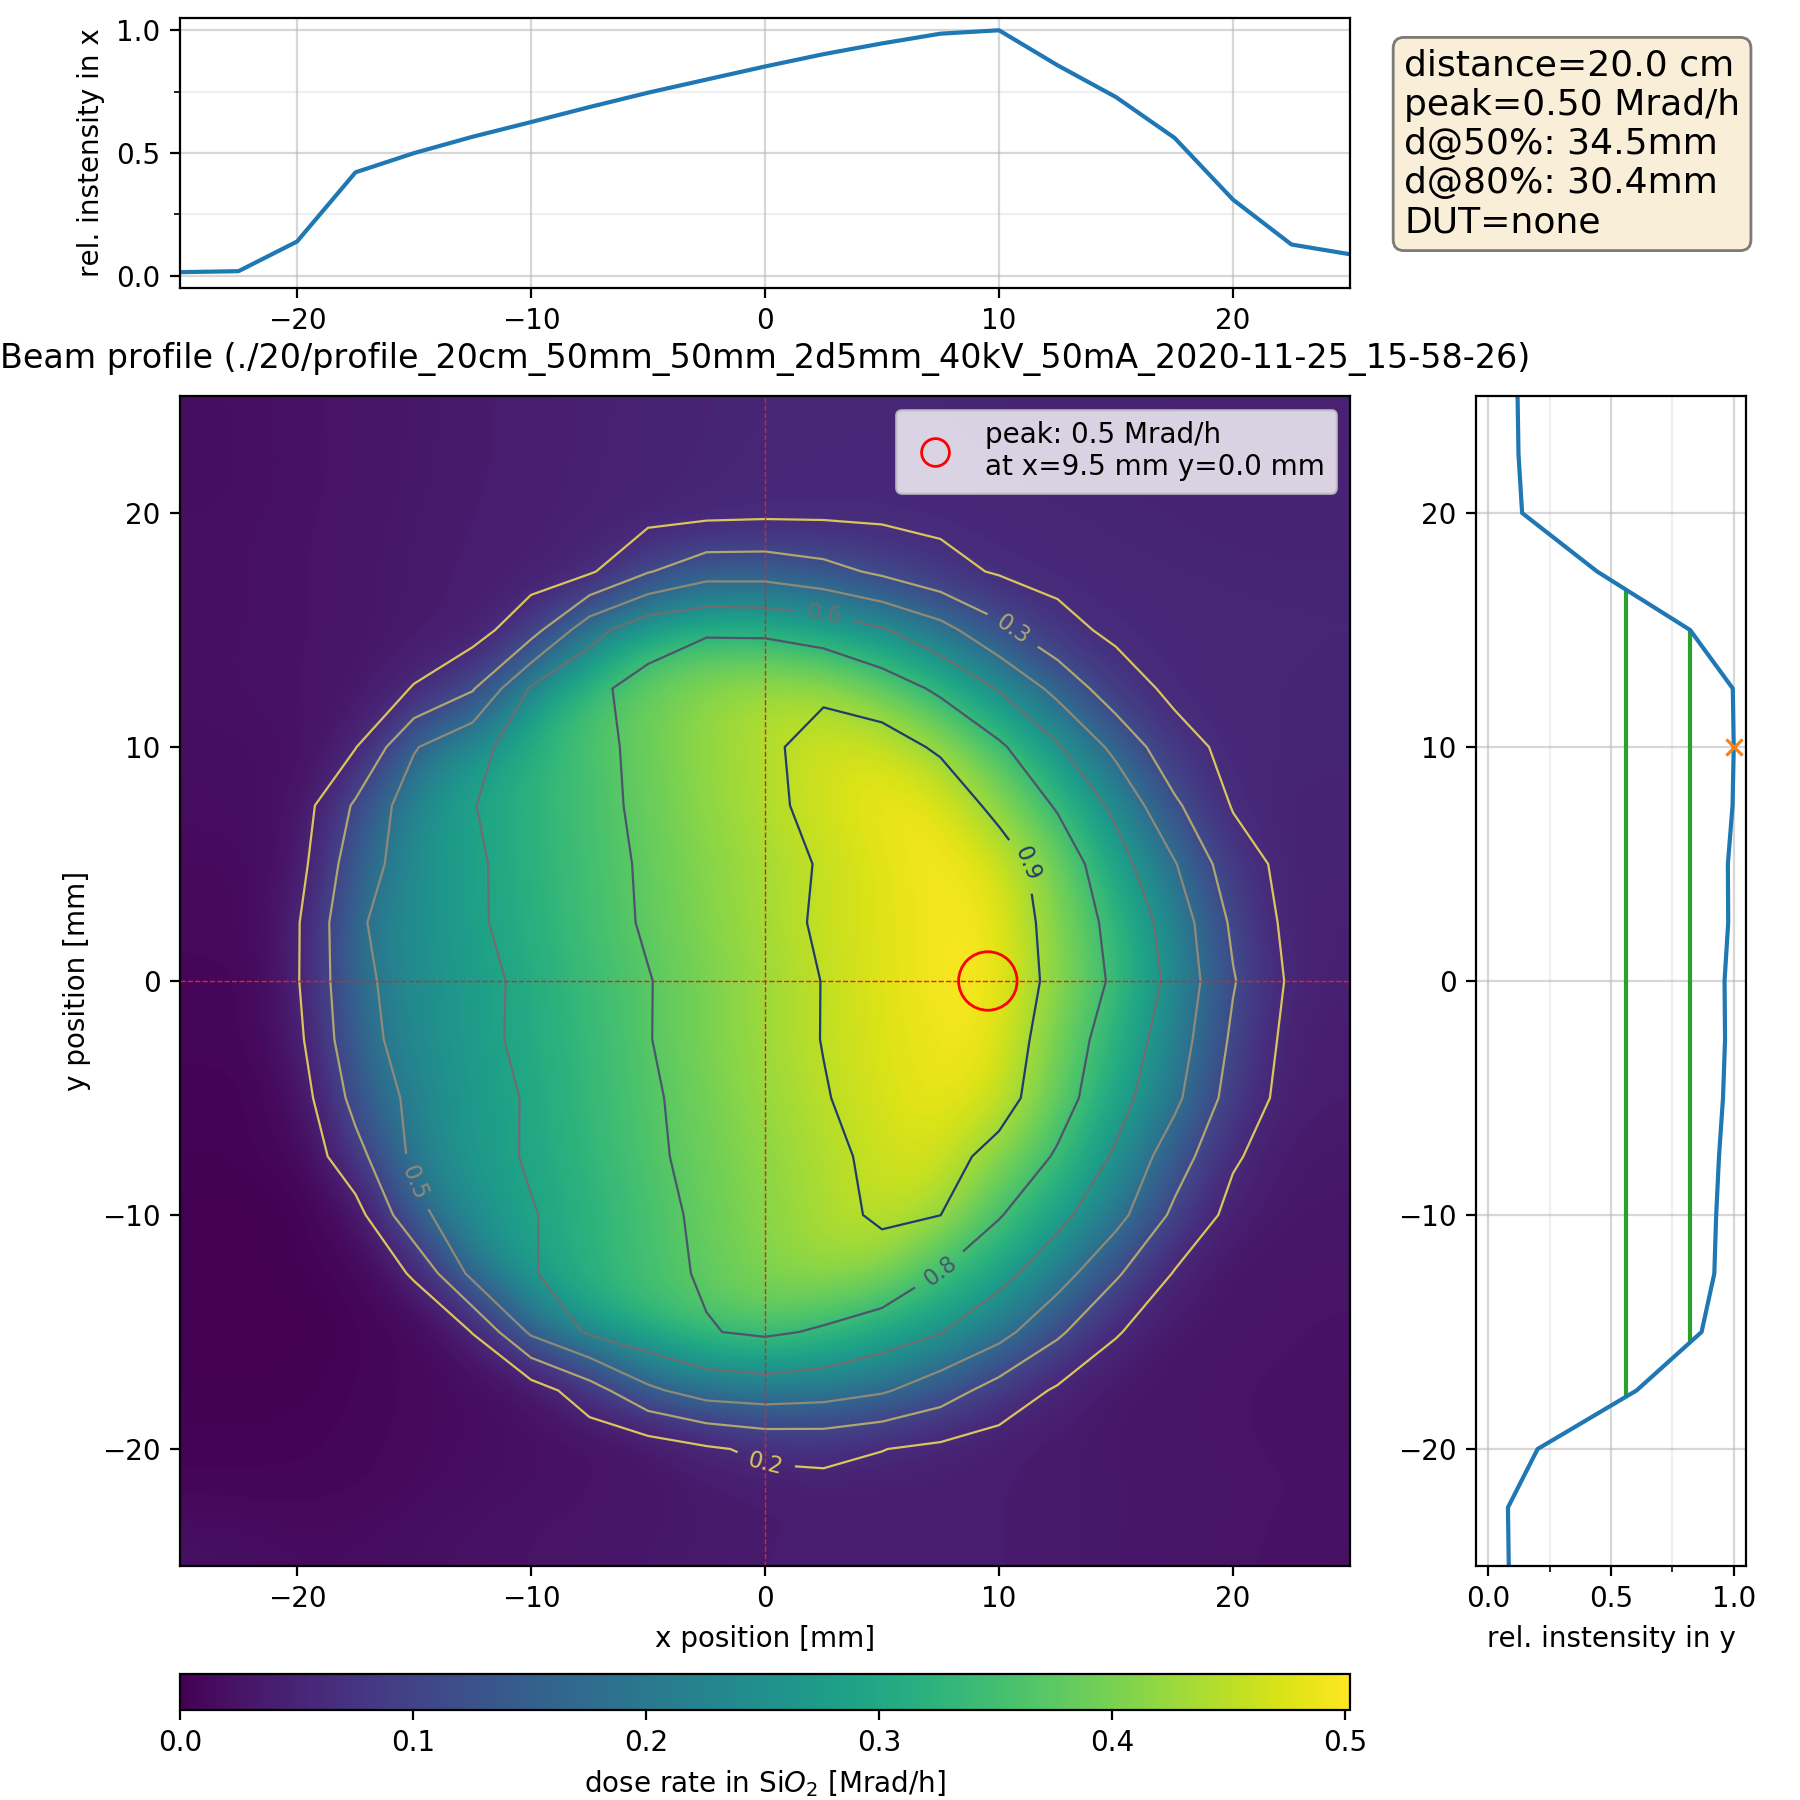 rel. instensity in x
1.0
0.5
0.0
−20 −10 0 10 20
distance=20.0 cm
peak=0.50 Mrad/h
d@50%: 34.5mm
d@80%: 30.4mm
DUT=none
Beam profile (./20/profile_20cm_50mm_50mm_2d5mm_40kV_50mA_2020-11-25_15-58-26)
peak: 0.5 Mrad/h
at x=9.5 mm y=0.0 mm
y position [mm]
20
10
0
−10
−20
0.6
0.3
0.9
0.5
0.8
0.2
−20 −10 0 10 20
x position [mm]
20
10
0
−10
−20
0.0 0.5 1.0
rel. instensity in y
0.0 0.1 0.2 0.3 0.4 0.5
dose rate in SiO₂ [Mrad/h]